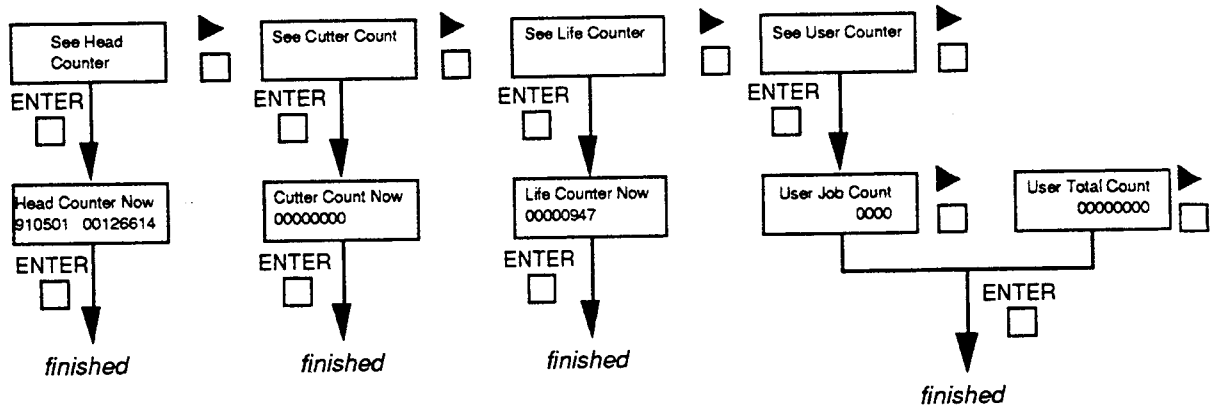 See Head
Counter
See Cutter Count
See Life Counter
See User Counter
ENTER
ENTER
ENTER
ENTER
Head Counter Now
910501 00126614
Cutter Count Now
00000000
Life Counter Now
00000947
User Job Count
0000
User Total Count
00000000
ENTER
ENTER
ENTER
ENTER
finished
finished
finished
finished